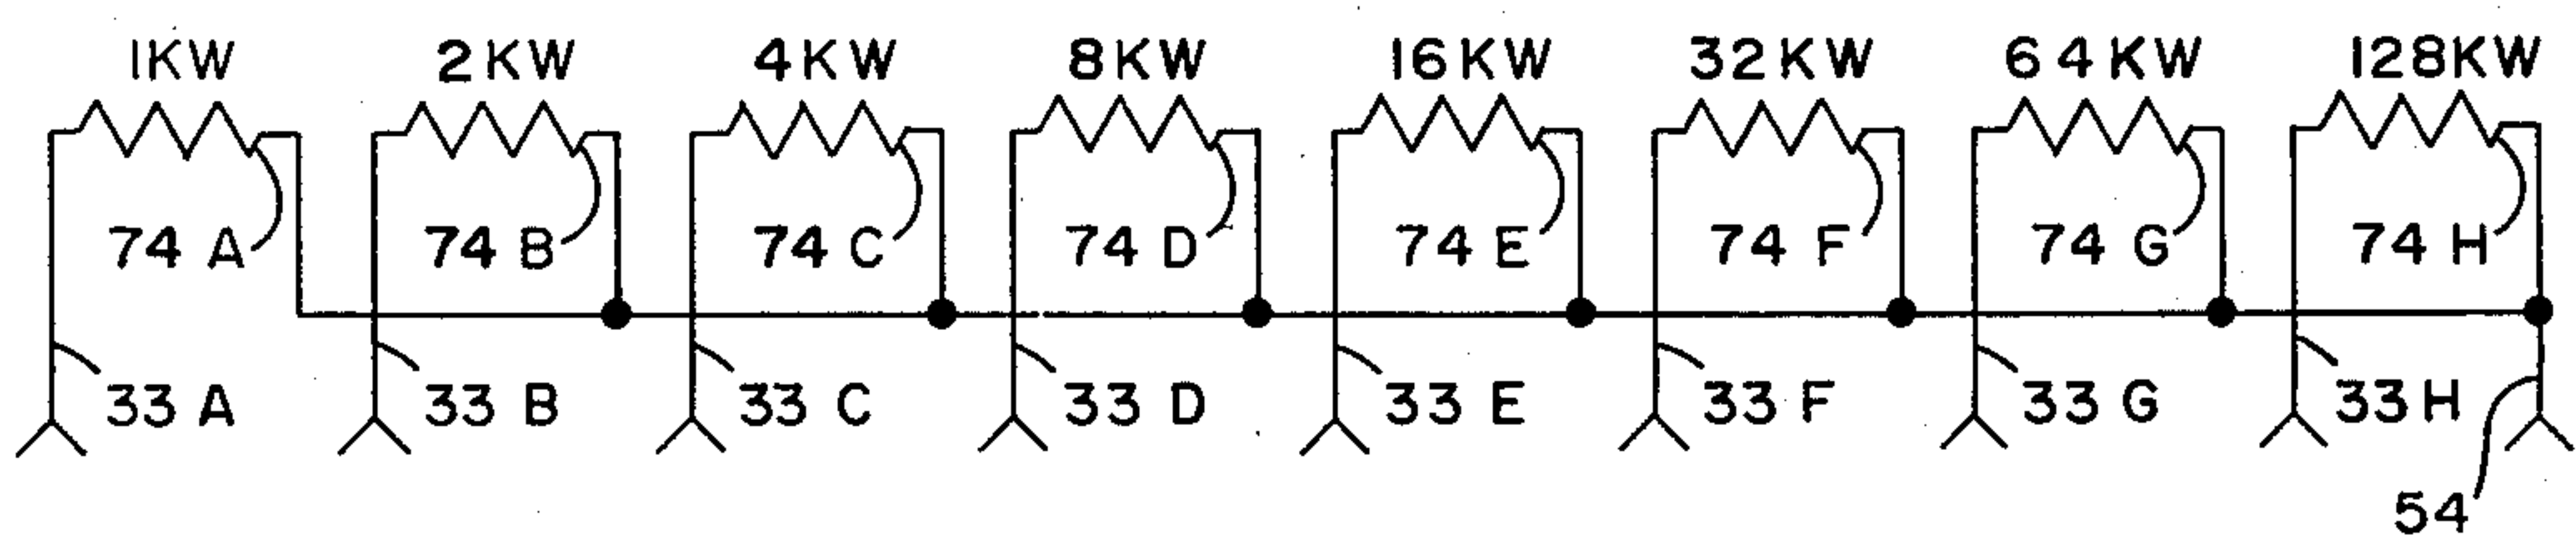 1KW 2KW 4KW 8KW 16KW 32KW 64KW 128KW
74 A 74 B 74 C 74 D 74 E 74 F 74 G 74 H
33 A 33 B 33 C 33 D 33 E 33 F 33 G 33 H
54